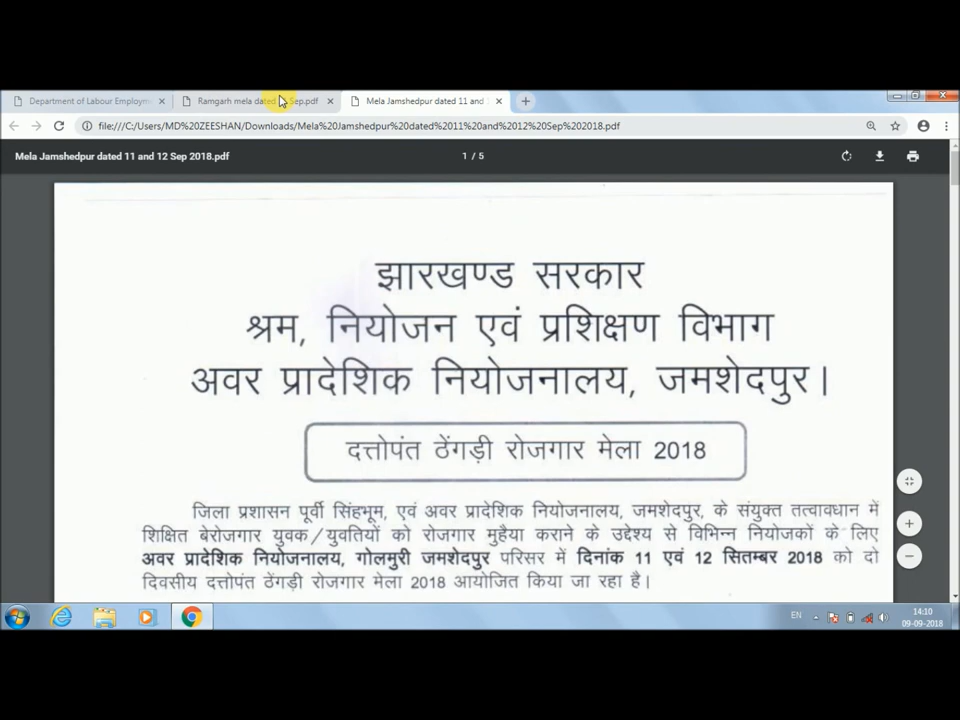 Department of Labour Employm
Ramgarh mela dated Sep.pdf
Mela Jamshedpur dated 11 and
file:///C:/Users/MD%20ZEESHAN/Downloads/Mela%20Jamshedpur%20dated%2011%20and%2012%20Sep%202018.pdf
Mela Jamshedpur dated 11 and 12 Sep 2018.pdf
1 / 5
झारखण्ड सरकार
श्रम, नियोजन एवं प्रशिक्षण विभाग
अवर प्रादेशिक नियोजनालय, जमशेदपुर।
दत्तोपंत ठेंगड़ी रोजगार मेला 2018
जिला प्रशासन पूर्वी सिंहभूम, एवं अवर प्रादेशिक नियोजनालय, जमशेदपुर, के संयुक्त तत्वाधान में
शिक्षित बेरोजगार युवक/युवतियों को रोजगार मुहैया कराने के उद्देश्य से विभिन्न नियोजकों के लिए
अवर प्रादेशिक नियोजनालय, गोलमुरी जमशेदपुर परिसर में दिनांक 11 एवं 12 सितम्बर 2018 को दो
दिवसीय दत्तोपंत ठेंगड़ी रोजगार मेला 2018 आयोजित किया जा रहा है।
EN
14:10
09-09-2018